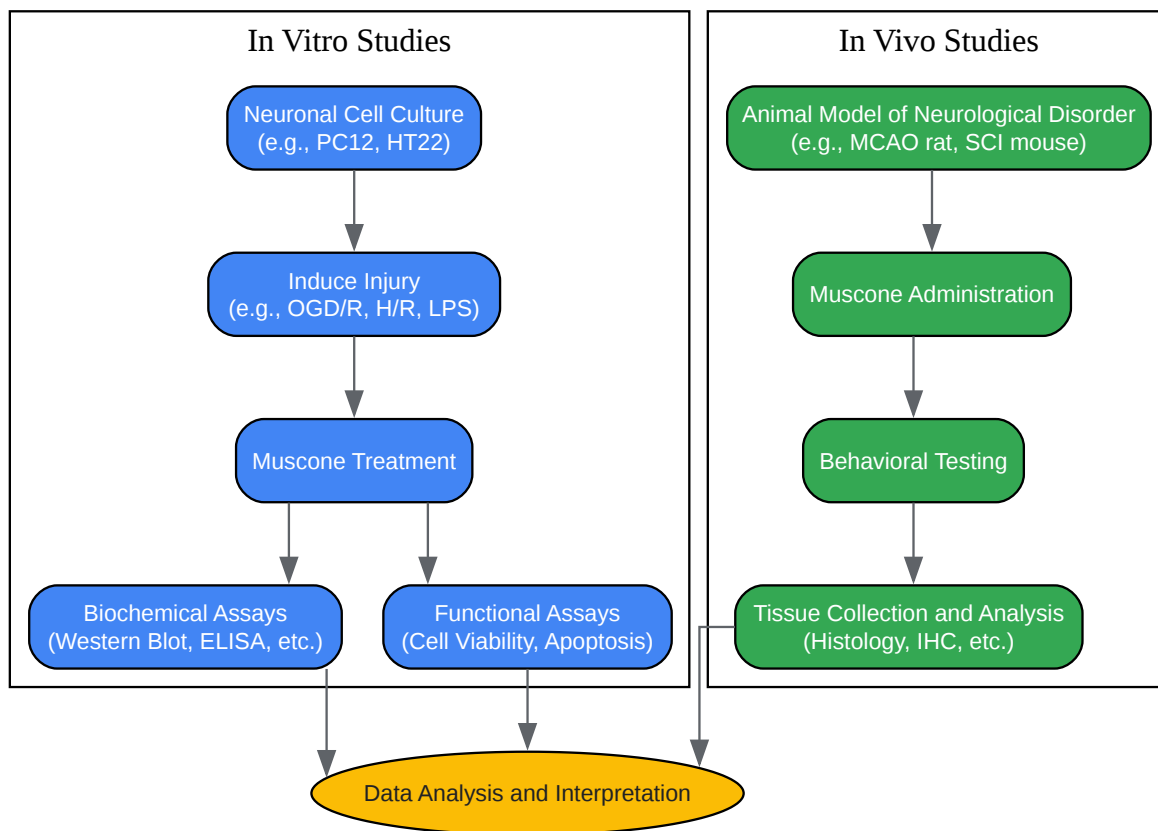 In Vitro Studies
Neuronal Cell Culture
(e.g., PC12, HT22)
Induce Injury
(e.g., OGD/R, H/R, LPS)
Muscone Treatment
Biochemical Assays
(Western Blot, ELISA, etc.)
Functional Assays
(Cell Viability, Apoptosis)
In Vivo Studies
Animal Model of Neurological Disorder
(e.g., MCAO rat, SCI mouse)
Muscone Administration
Behavioral Testing
Tissue Collection and Analysis
(Histology, IHC, etc.)
Data Analysis and Interpretation